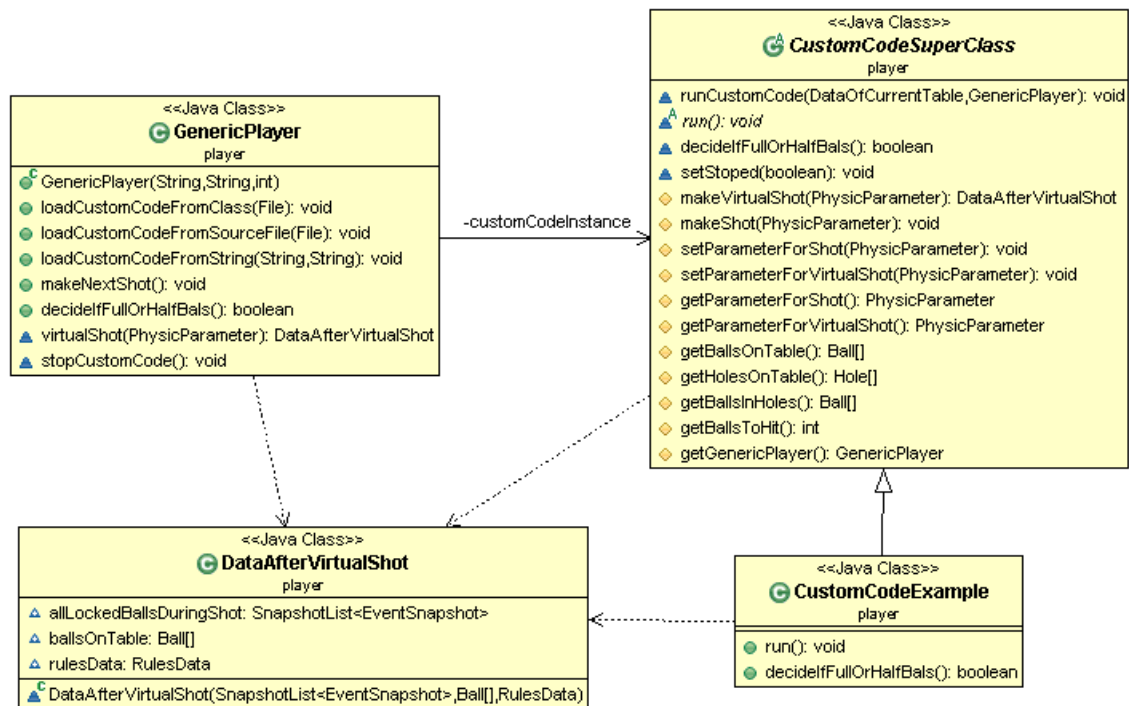 <<Java Class>>
GenericPlayer
player
GenericPlayer(String,String,int)
loadCustomCodeFromClass(File): void
loadCustomCodeFromSourceFile(File): void
loadCustomCodeFromString(String,String): void
makeNextShot(): void
decideIfFullOrHalfBals(): boolean
virtualShot(PhysicParameter): DataAfterVirtualShot
stopCustomCode(): void
-customCodeInstance
<<Java Class>>
CustomCodeSuperClass
player
runCustomCode(DataOfCurrentTable,GenericPlayer): void
run(): void
decideIfFullOrHalfBals(): boolean
setStoped(boolean): void
makeVirtualShot(PhysicParameter): DataAfterVirtualShot
makeShot(PhysicParameter): void
setParameterForShot(PhysicParameter): void
setParameterForVirtualShot(PhysicParameter): void
getParameterForShot(): PhysicParameter
getParameterForVirtualShot(): PhysicParameter
getBallsOnTable(): Ball[]
getHolesOnTable(): Hole[]
getBallsInHoles(): Ball[]
getBallsToHit(): int
getGenericPlayer(): GenericPlayer
<<Java Class>>
DataAfterVirtualShot
player
allLockedBallsDuringShot: SnapshotList<EventSnapshot>
ballsOnTable: Ball[]
rulesData: RulesData
DataAfterVirtualShot(SnapshotList<EventSnapshot>,Ball[],RulesData)
<<Java Class>>
CustomCodeExample
player
run(): void
decideIfFullOrHalfBals(): boolean